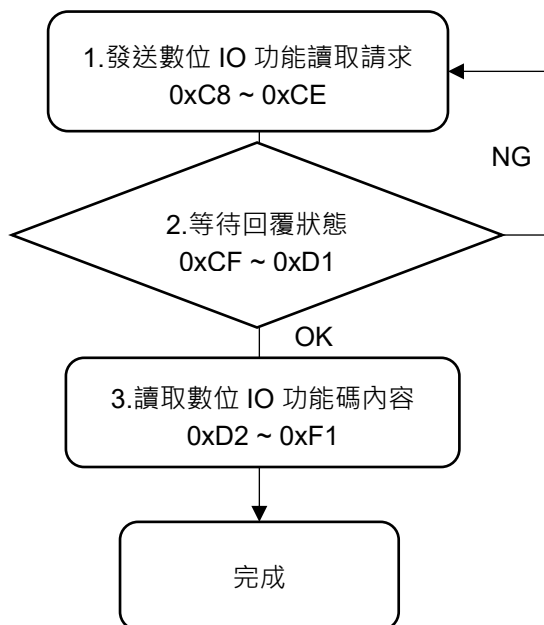 1.發送數位 IO 功能讀取請求
0xC8 ~ 0xCE
NG
2.等待回覆狀態
0xCF ~ 0xD1
OK
3.讀取數位 IO 功能碼內容
0xD2 ~ 0xF1
完成